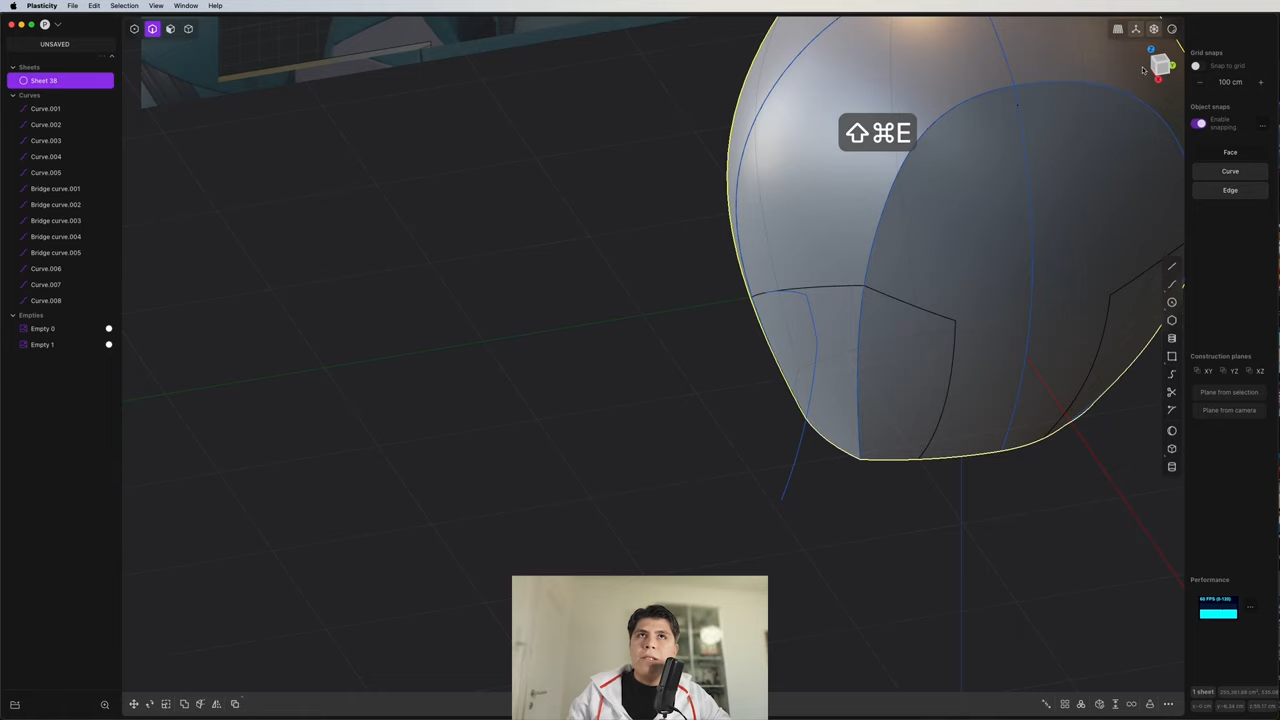 Plasticity File Edit Selection View Window Help
P
UNSAVED
Sheets
Sheet 38
Curves
Curve.001
Curve.002
Curve.003
Curve.004
Curve.005
Bridge curve.001
Bridge curve.002
Bridge curve.003
Bridge curve.004
Bridge curve.005
Curve.006
Curve.007
Curve.008
Empties
Empty 0
Empty 1
⇧⌘E
Grid snaps
Snap to grid
− 100 cm +
Object snaps
Enable
snapping
...
Face
Curve
Edge
Construction planes
XY YZ XZ
Plane from selection
Plane from camera
Performance
60 FPS (0-120)
...
1 sheet